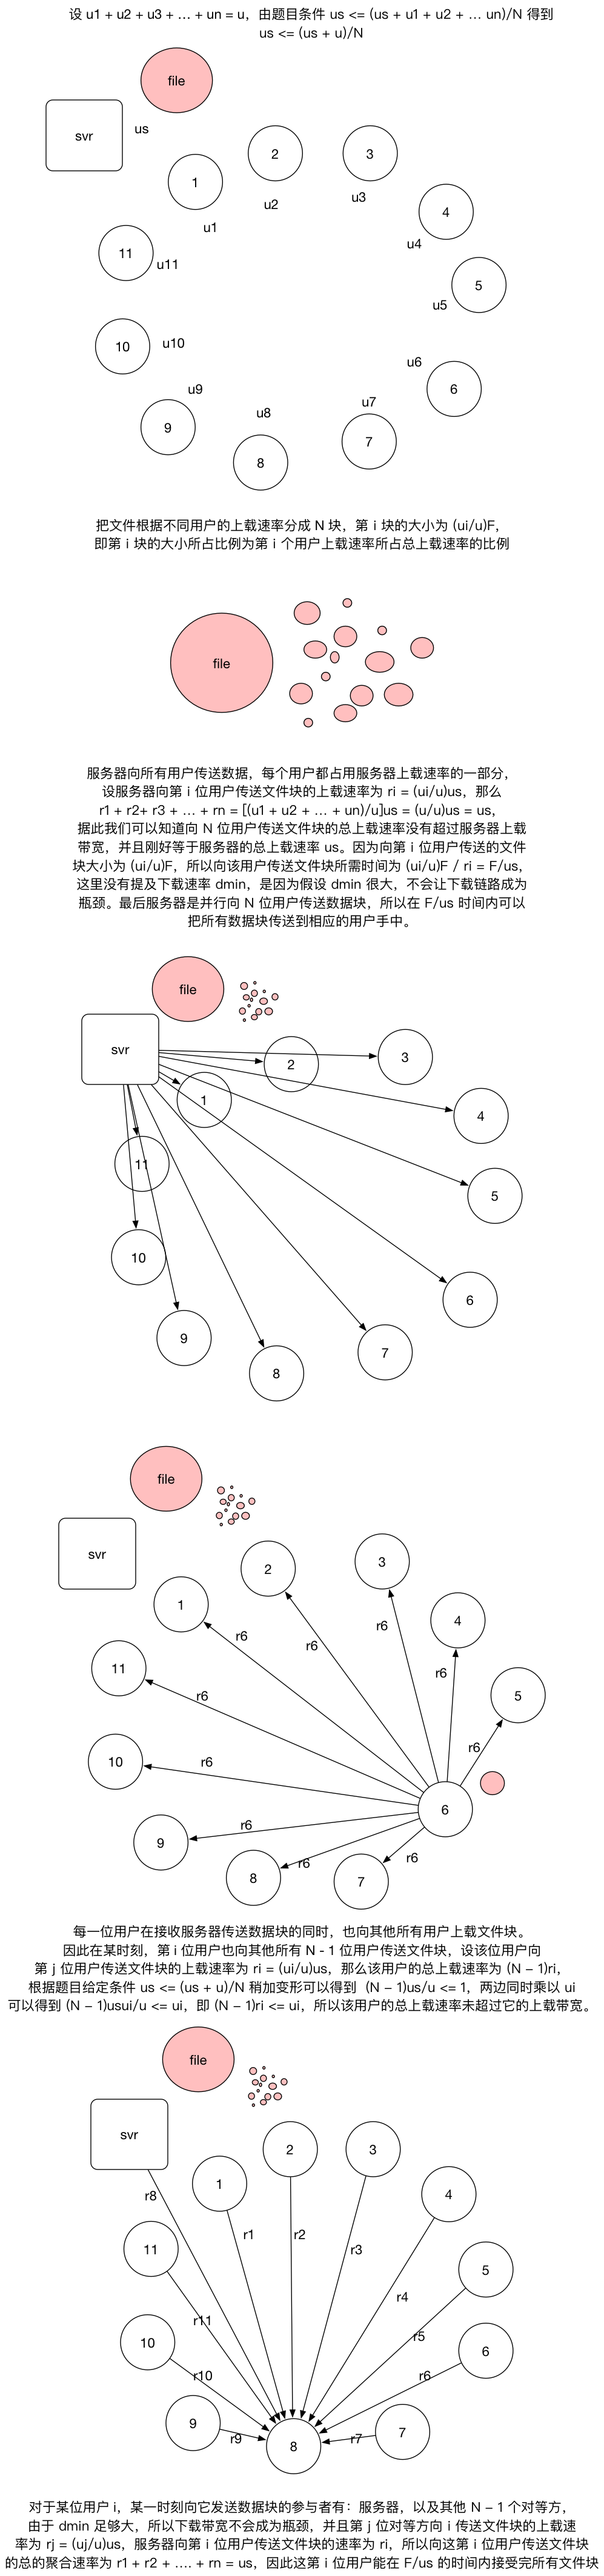 设 u1 + u2 + u3 + … + un = u，由题目条件 us <= (us + u1 + u2 + … un)/N 得到
us <= (us + u)/N
file
svr
us
1
2
3
4
5
6
7
8
9
10
11
u1
u2
u3
u4
u5
u6
u7
u8
u9
u10
u11
把文件根据不同用户的上载速率分成 N 块，第 i 块的大小为 (ui/u)F，
即第 i 块的大小所占比例为第 i 个用户上载速率所占总上载速率的比例
file
服务器向所有用户传送数据，每个用户都占用服务器上载速率的一部分，
设服务器向第 i 位用户传送文件块的上载速率为 ri = (ui/u)us，那么
r1 + r2+ r3 + … + rn = [(u1 + u2 + … + un)/u]us = (u/u)us = us，
据此我们可以知道向 N 位用户传送文件块的总上载速率没有超过服务器上载
带宽，并且刚好等于服务器的总上载速率 us。因为向第 i 位用户传送的文件
块大小为 (ui/u)F，所以向该用户传送文件块所需时间为 (ui/u)F / ri = F/us，
这里没有提及下载速率 dmin，是因为假设 dmin 很大，不会让下载链路成为
瓶颈。最后服务器是并行向 N 位用户传送数据块，所以在 F/us 时间内可以
把所有数据块传送到相应的用户手中。
file
svr
1
2
3
4
5
6
7
8
9
10
11
file
svr
1
2
3
4
5
6
7
8
9
10
11
r6
r6
r6
r6
r6
r6
r6
r6
r6
r6
每一位用户在接收服务器传送数据块的同时，也向其他所有用户上载文件块。
因此在某时刻，第 i 位用户也向其他所有 N - 1 位用户传送文件块，设该位用户向
第 j 位用户传送文件块的上载速率为 ri = (ui/u)us，那么该用户的总上载速率为 (N − 1)ri，
根据题目给定条件 us <= (us + u)/N 稍加变形可以得到  (N − 1)us/u <= 1，两边同时乘以 ui
可以得到 (N − 1)usui/u <= ui，即 (N − 1)ri <= ui，所以该用户的总上载速率未超过它的上载带宽。
file
svr
1
2
3
4
5
6
7
8
9
10
11
r8
r1
r2
r3
r4
r5
r6
r7
r9
r10
r11
对于某位用户 i，某一时刻向它发送数据块的参与者有：服务器，以及其他 N − 1 个对等方，
由于 dmin 足够大，所以下载带宽不会成为瓶颈，并且第 j 位对等方向 i 传送文件块的上载速
率为 rj = (uj/u)us，服务器向第 i 位用户传送文件块的速率为 ri，所以向这第 i 位用户传送文件块
的总的聚合速率为 r1 + r2 + …. + rn = us，因此这第 i 位用户能在 F/us 的时间内接受完所有文件块